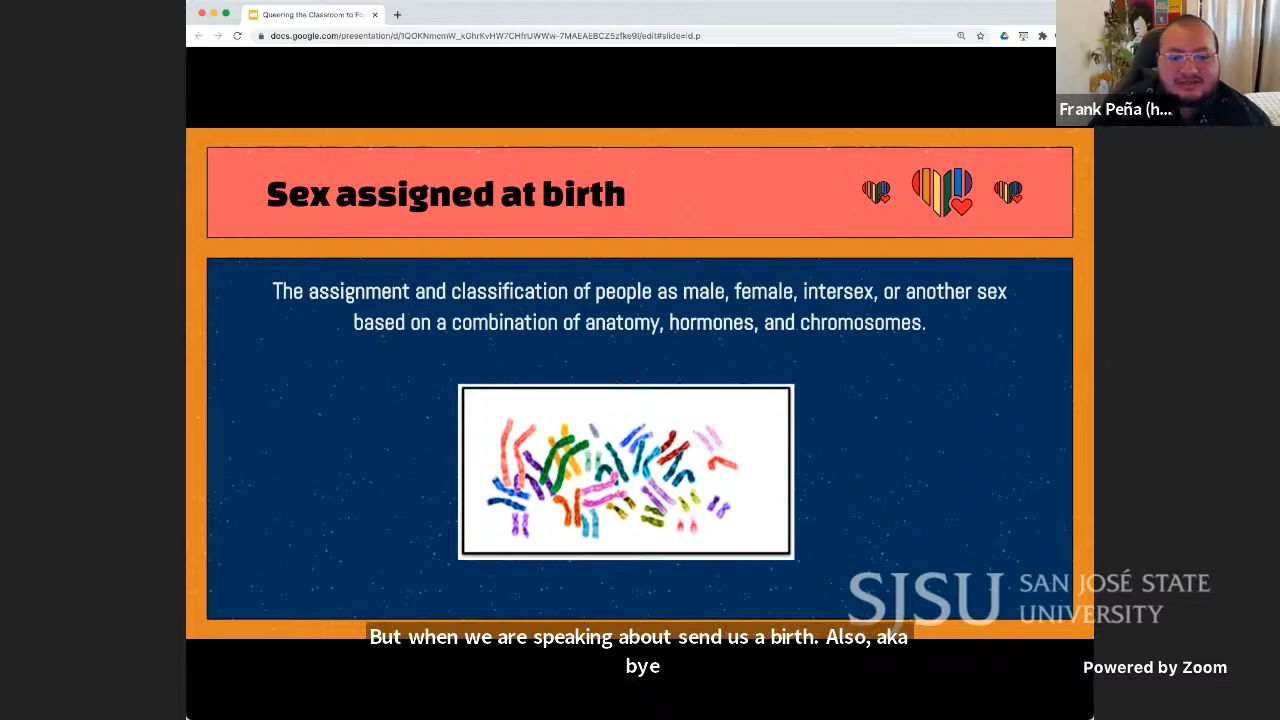 Queering the Classroom to Fo
docs.google.com/presentation/d/1QOKNmcmW_kGhrKvHW7CHfrUWWw-7MAEAEBCZ5zfke9I/edit#slide=id.p
Frank Peña (h...
Sex assigned at birth
The assignment and classification of people as male, female, intersex, or another sex
based on a combination of anatomy, hormones, and chromosomes.
SJSU SAN JOSÉ STATE
UNIVERSITY
But when we are speaking about send us a birth. Also, aka
bye
Powered by Zoom